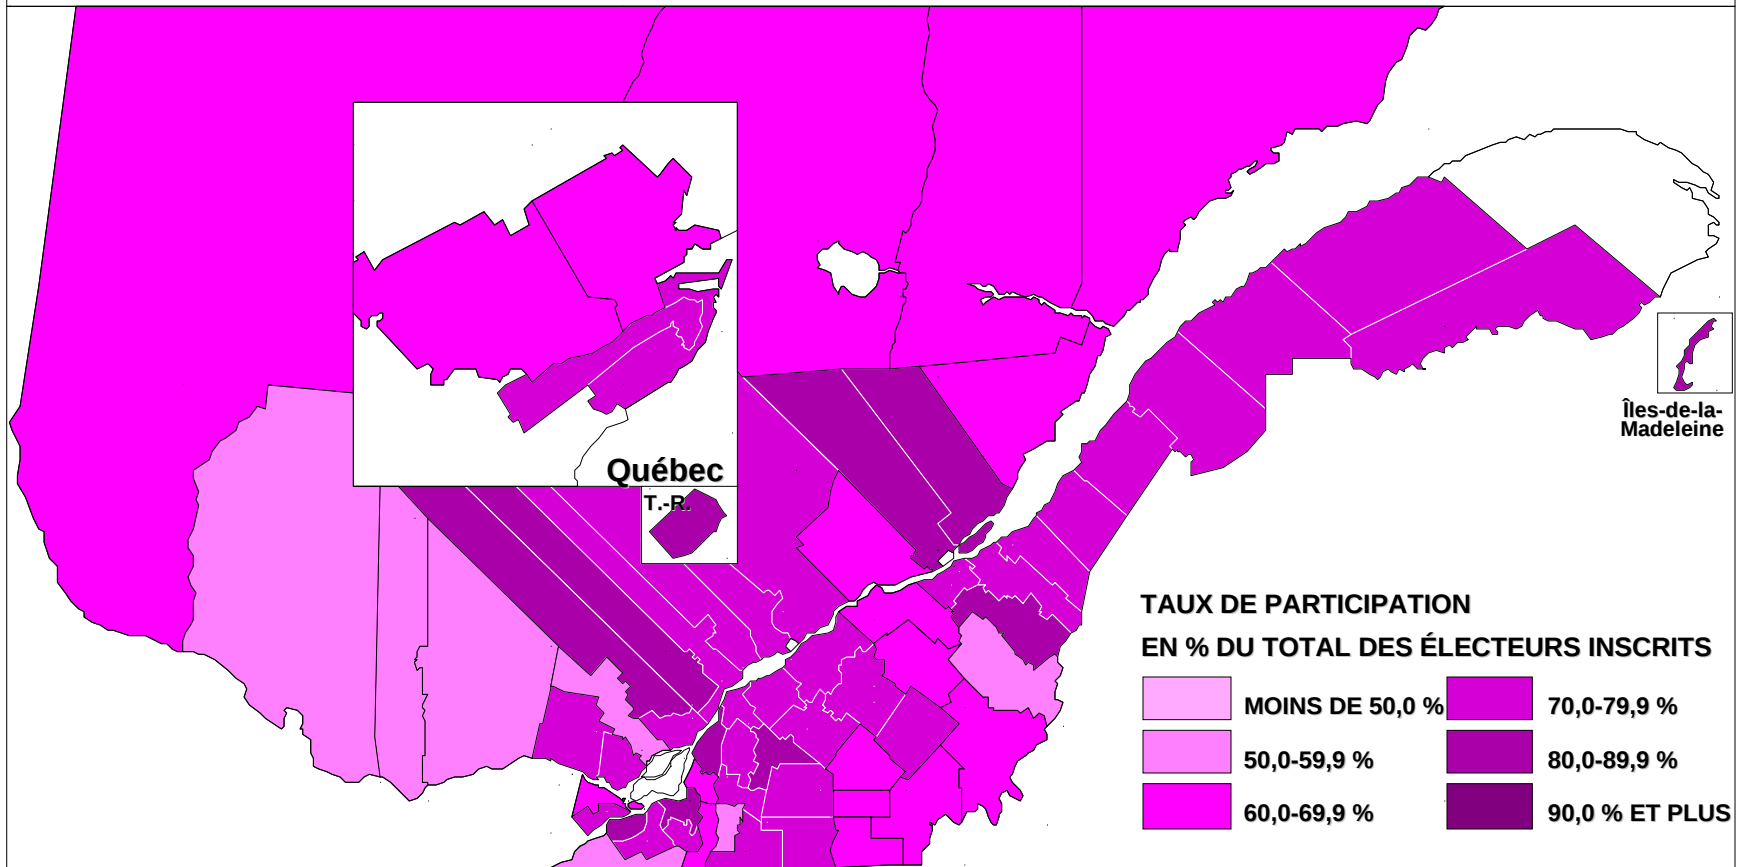 Québec
T.-R.
Îles-de-la-
Madeleine
TAUX DE PARTICIPATION
EN % DU TOTAL DES ÉLECTEURS INSCRITS
MOINS DE 50,0 %
50,0-59,9 %
60,0-69,9 %
70,0-79,9 %
80,0-89,9 %
90,0 % ET PLUS